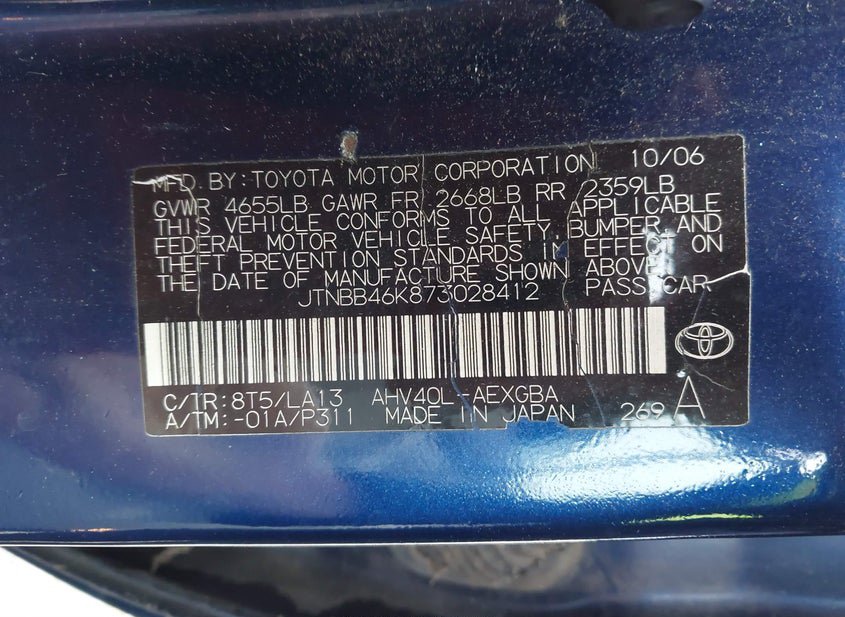 MFD. BY: TOYOTA MOTOR CORPORATION 10/06
GVWR 4655LB GAWR FR 2668LB RR 2359LB
THIS VEHICLE CONFORMS TO ALL APPLICABLE
FEDERAL MOTOR VEHICLE SAFETY, BUMPER AND
THEFT PREVENTION STANDARDS IN EFFECT ON
THE DATE OF MANUFACTURE SHOWN ABOVE.
JTNBB46K873028412 PASS CAR
C/TR: 8T5/LA13 AHV40L-AEXGBA
A/TM: -01A/P311 MADE IN JAPAN 269 A